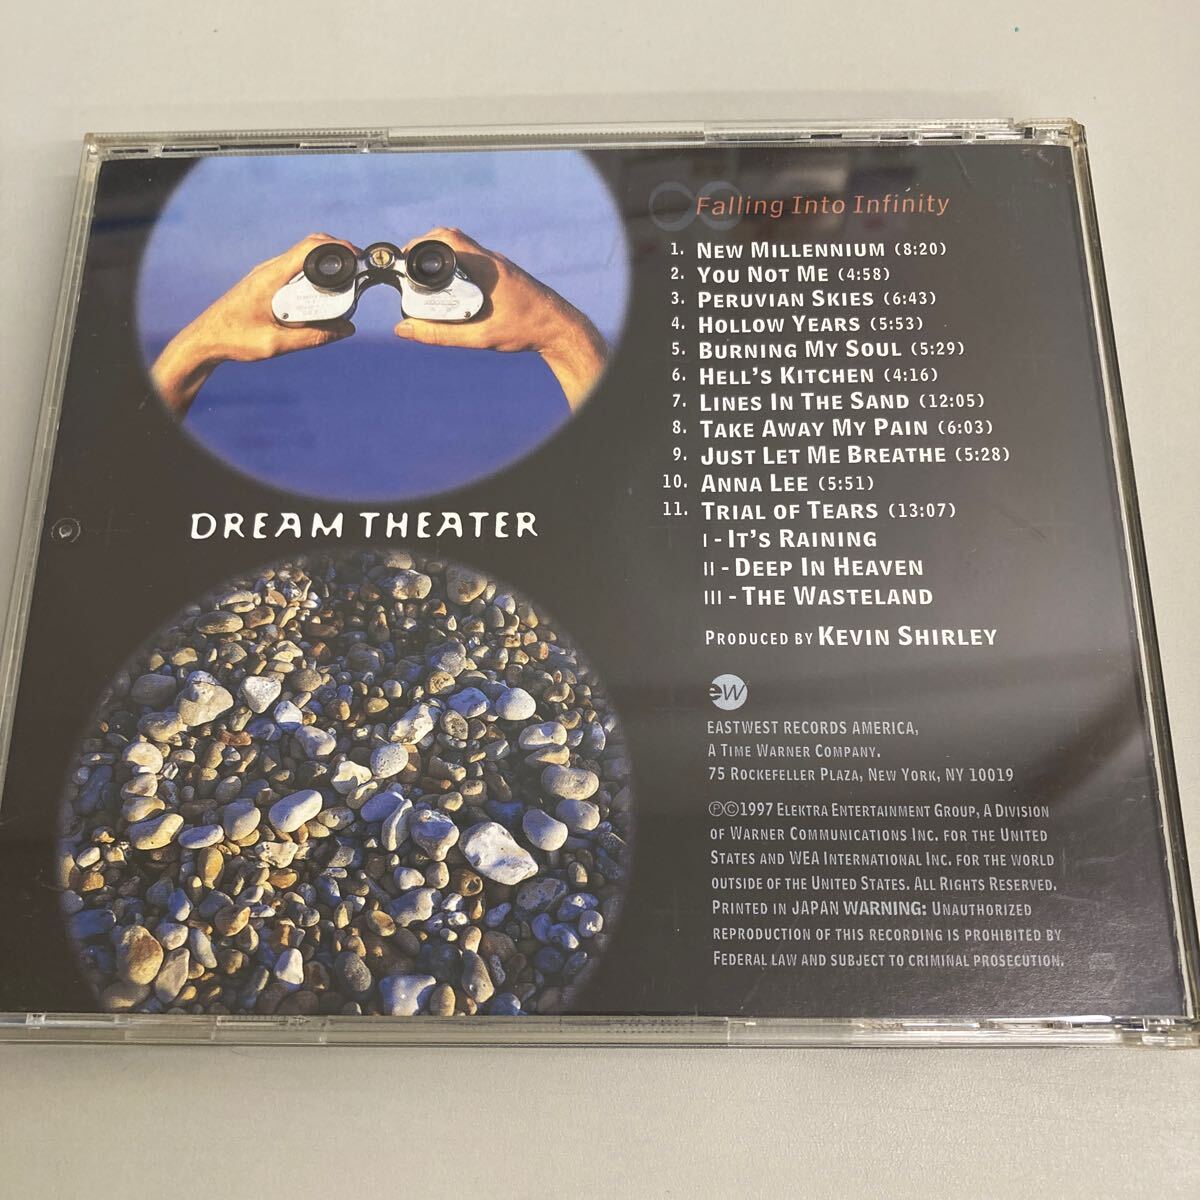 Falling Into Infinity
1. NEW MILLENNIUM (8:20)
2. YOU NOT ME (4:58)
3. PERUVIAN SKIES (6:43)
4. HOLLOW YEARS (5:53)
5. BURNING MY SOUL (5:29)
6. HELL'S KITCHEN (4:16)
7. LINES IN THE SAND (12:05)
8. TAKE AWAY MY PAIN (6:03)
9. JUST LET ME BREATHE (5:28)
10. ANNA LEE (5:51)
11. TRIAL OF TEARS (13:07)
I - IT'S RAINING
II - DEEP IN HEAVEN
III - THE WASTELAND
PRODUCED BY KEVIN SHIRLEY
DREAM THEATER
ew
EASTWEST RECORDS AMERICA,
A TIME WARNER COMPANY.
75 ROCKEFELLER PLAZA, NEW YORK, NY 10019
℗©1997 ELEKTRA ENTERTAINMENT GROUP, A DIVISION
OF WARNER COMMUNICATIONS INC. FOR THE UNITED
STATES AND WEA INTERNATIONAL INC. FOR THE WORLD
OUTSIDE OF THE UNITED STATES. ALL RIGHTS RESERVED.
PRINTED IN JAPAN WARNING: UNAUTHORIZED
REPRODUCTION OF THIS RECORDING IS PROHIBITED BY
FEDERAL LAW AND SUBJECT TO CRIMINAL PROSECUTION.